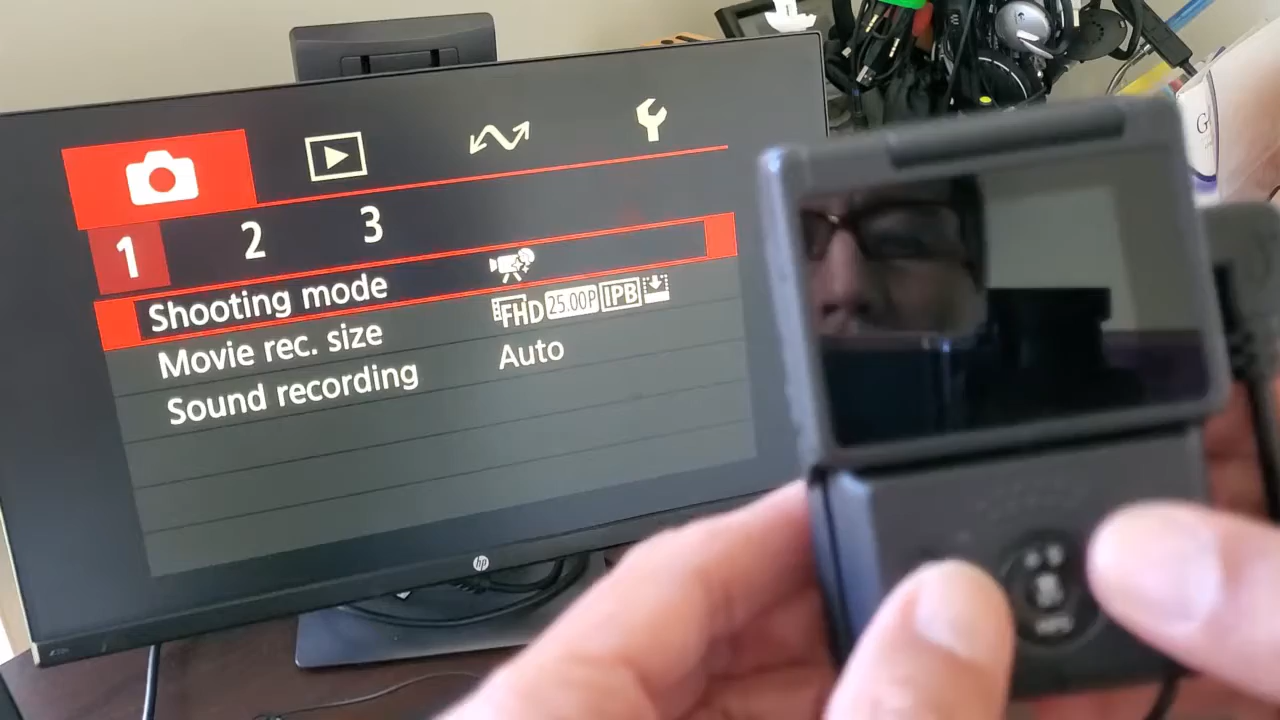 1 2 3
Shooting mode
Movie rec. size FHD 25.00P IPB
Sound recording Auto
hp
G